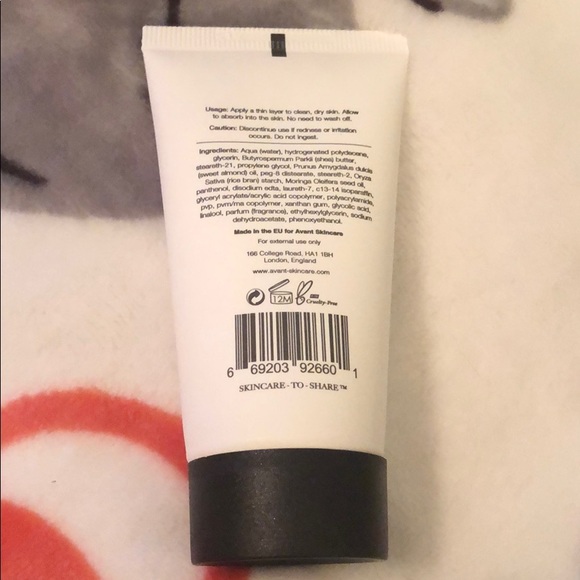 Usage: Apply a thin layer to clean, dry skin. Allow
to absorb into the skin. No need to wash off.
Caution: Discontinue use if redness or irritation
occurs. Do not ingest.
Ingredients: Aqua (water), hydrogenated polydecene,
glycerin, Butyrospermum Parkii (shea) butter,
steareth-21, propylene glycol, Prunus Amygdalus dulcis
(sweet almond) oil, peg-8 distearate, steareth-2, Oryza
Sativa (rice bran) starch, Moringa Oleifera seed oil,
panthenol, disodium edta, laureth-7, c13-14 isoparaffin,
glyceryl acrylate/acrylic acid copolymer, polyacrylamide,
pvp, pvm/ma copolymer, xanthan gum, glycolic acid,
linalool, parfum (fragrance), ethylhexylglycerin, sodium
dehydroacetate, phenoxyethanol.
Made in the EU for Avant Skincare
For external use only
166 College Road, HA1 1BH
London, England
www.avant-skincare.com
12M
Cruelty-Free
6 69203 92660 1
SKINCARE-TO-SHARE™